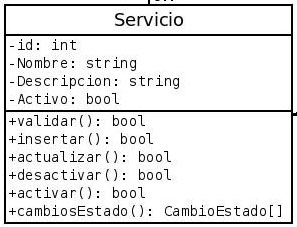 Servicio
-id: int
-Nombre: string
-Descripcion: string
-Activo: bool
+validar(): bool
+insertar(): bool
+actualizar(): bool
+desactivar(): bool
+activar(): bool
+cambiosEstado(): CambioEstado[]